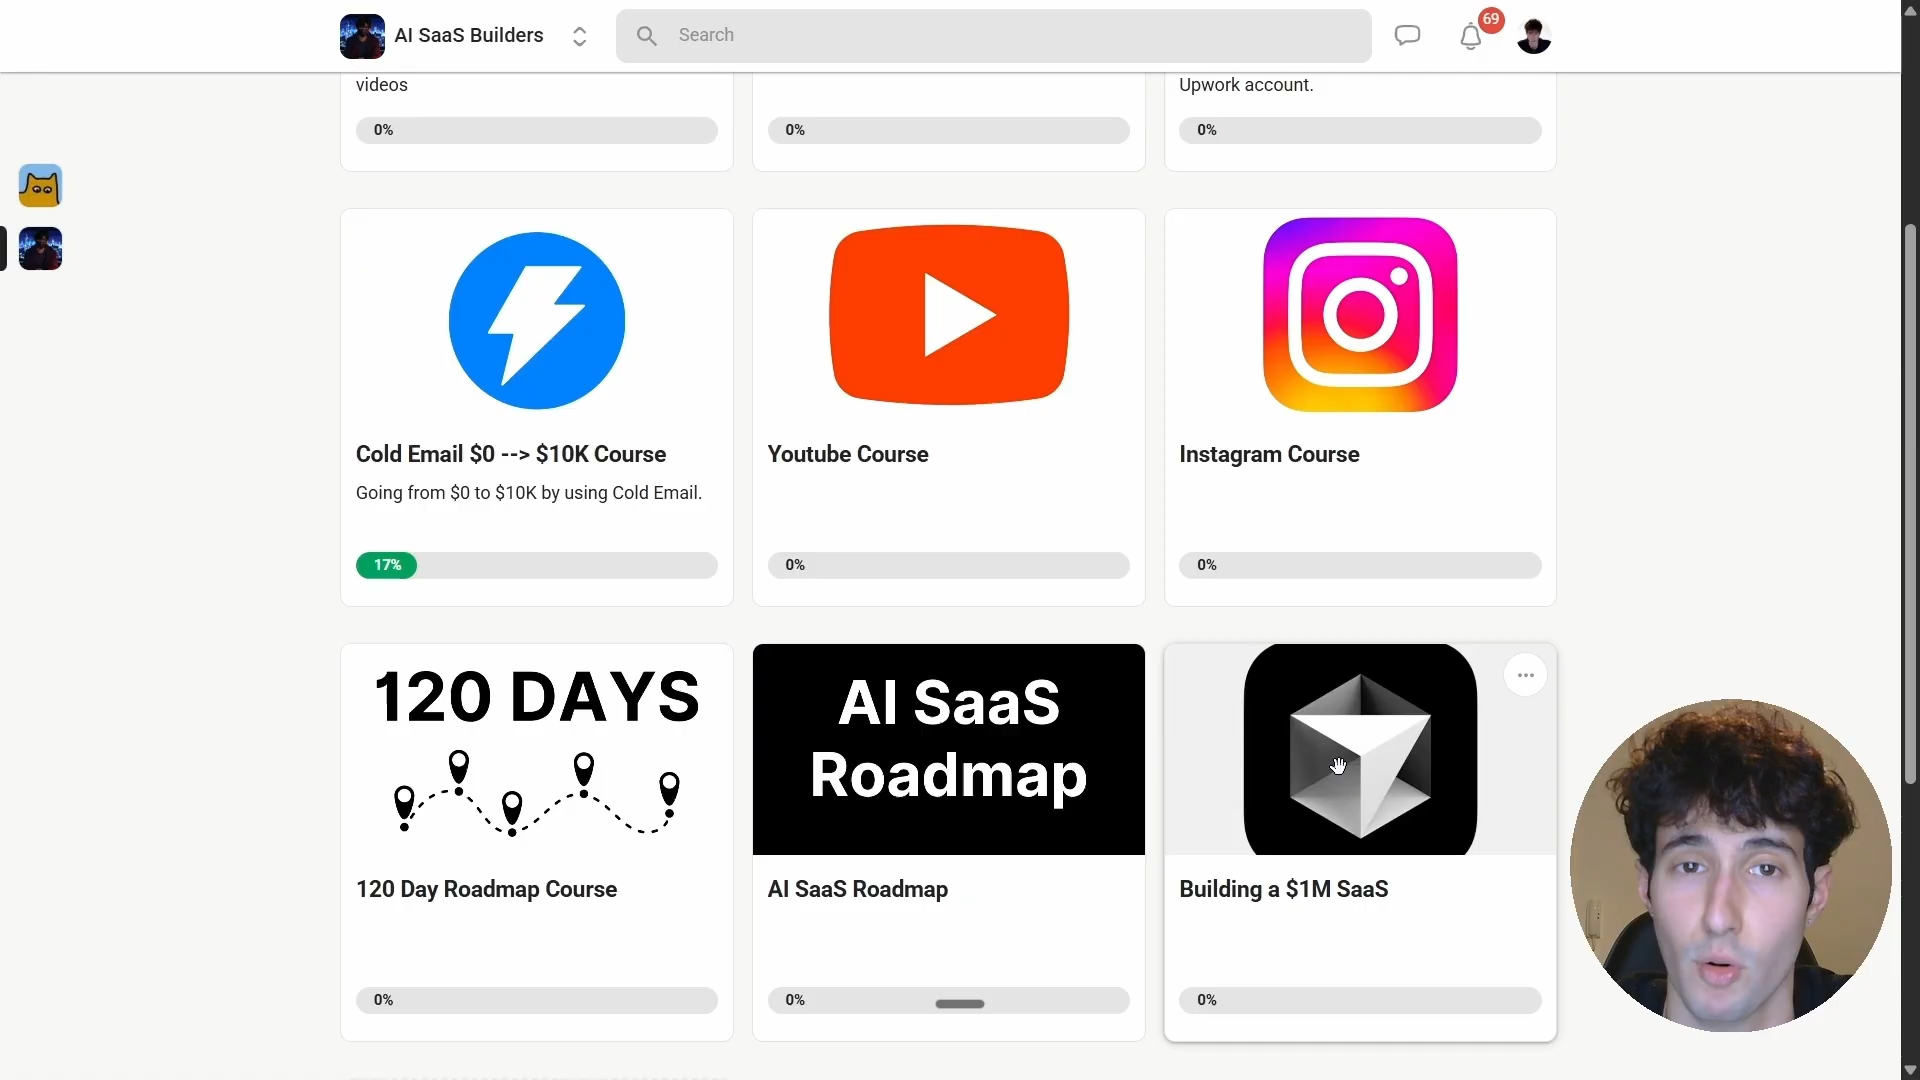 AI SaaS Builders
Search
69
videos
Upwork account.
0%
0%
0%
Cold Email $0 --> $10K Course
Going from $0 to $10K by using Cold Email.
17%
Youtube Course
0%
Instagram Course
0%
120 DAYS
120 Day Roadmap Course
0%
AI SaaS
Roadmap
AI SaaS Roadmap
0%
Building a $1M SaaS
0%